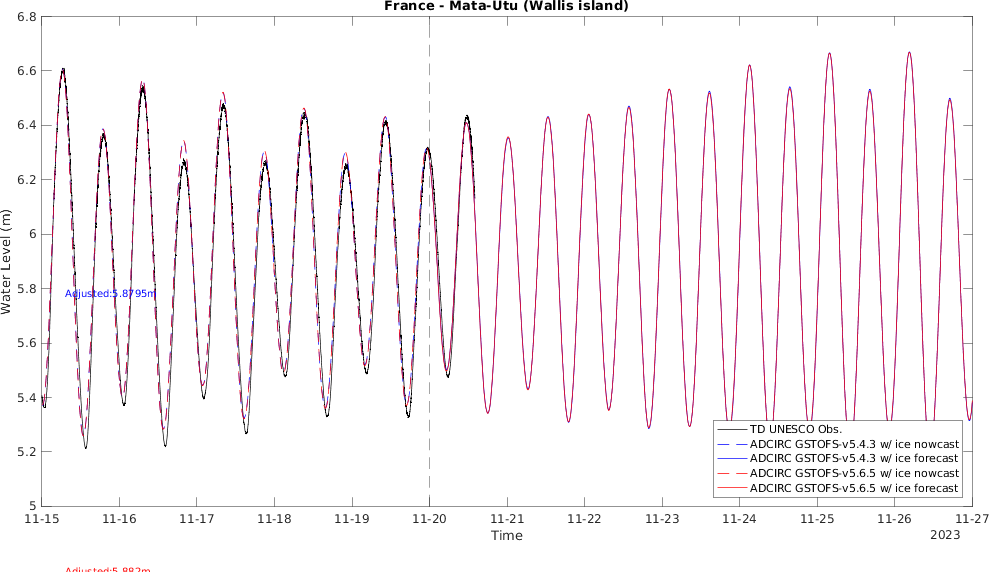 France - Mata-Utu (Wallis island)
6.8
6.6
6.4
6.2
6
5.8
5.6
5.4
5.2
5
Water Level (m)
Adjusted:5.8795m
TD UNESCO Obs.
ADCIRC GSTOFS-v5.4.3 w/ ice nowcast
ADCIRC GSTOFS-v5.4.3 w/ ice forecast
ADCIRC GSTOFS-v5.6.5 w/ ice nowcast
ADCIRC GSTOFS-v5.6.5 w/ ice forecast
11-15 11-16 11-17 11-18 11-19 11-20 11-21 11-22 11-23 11-24 11-25 11-26 11-27
Time
2023
Adjusted:5.882m